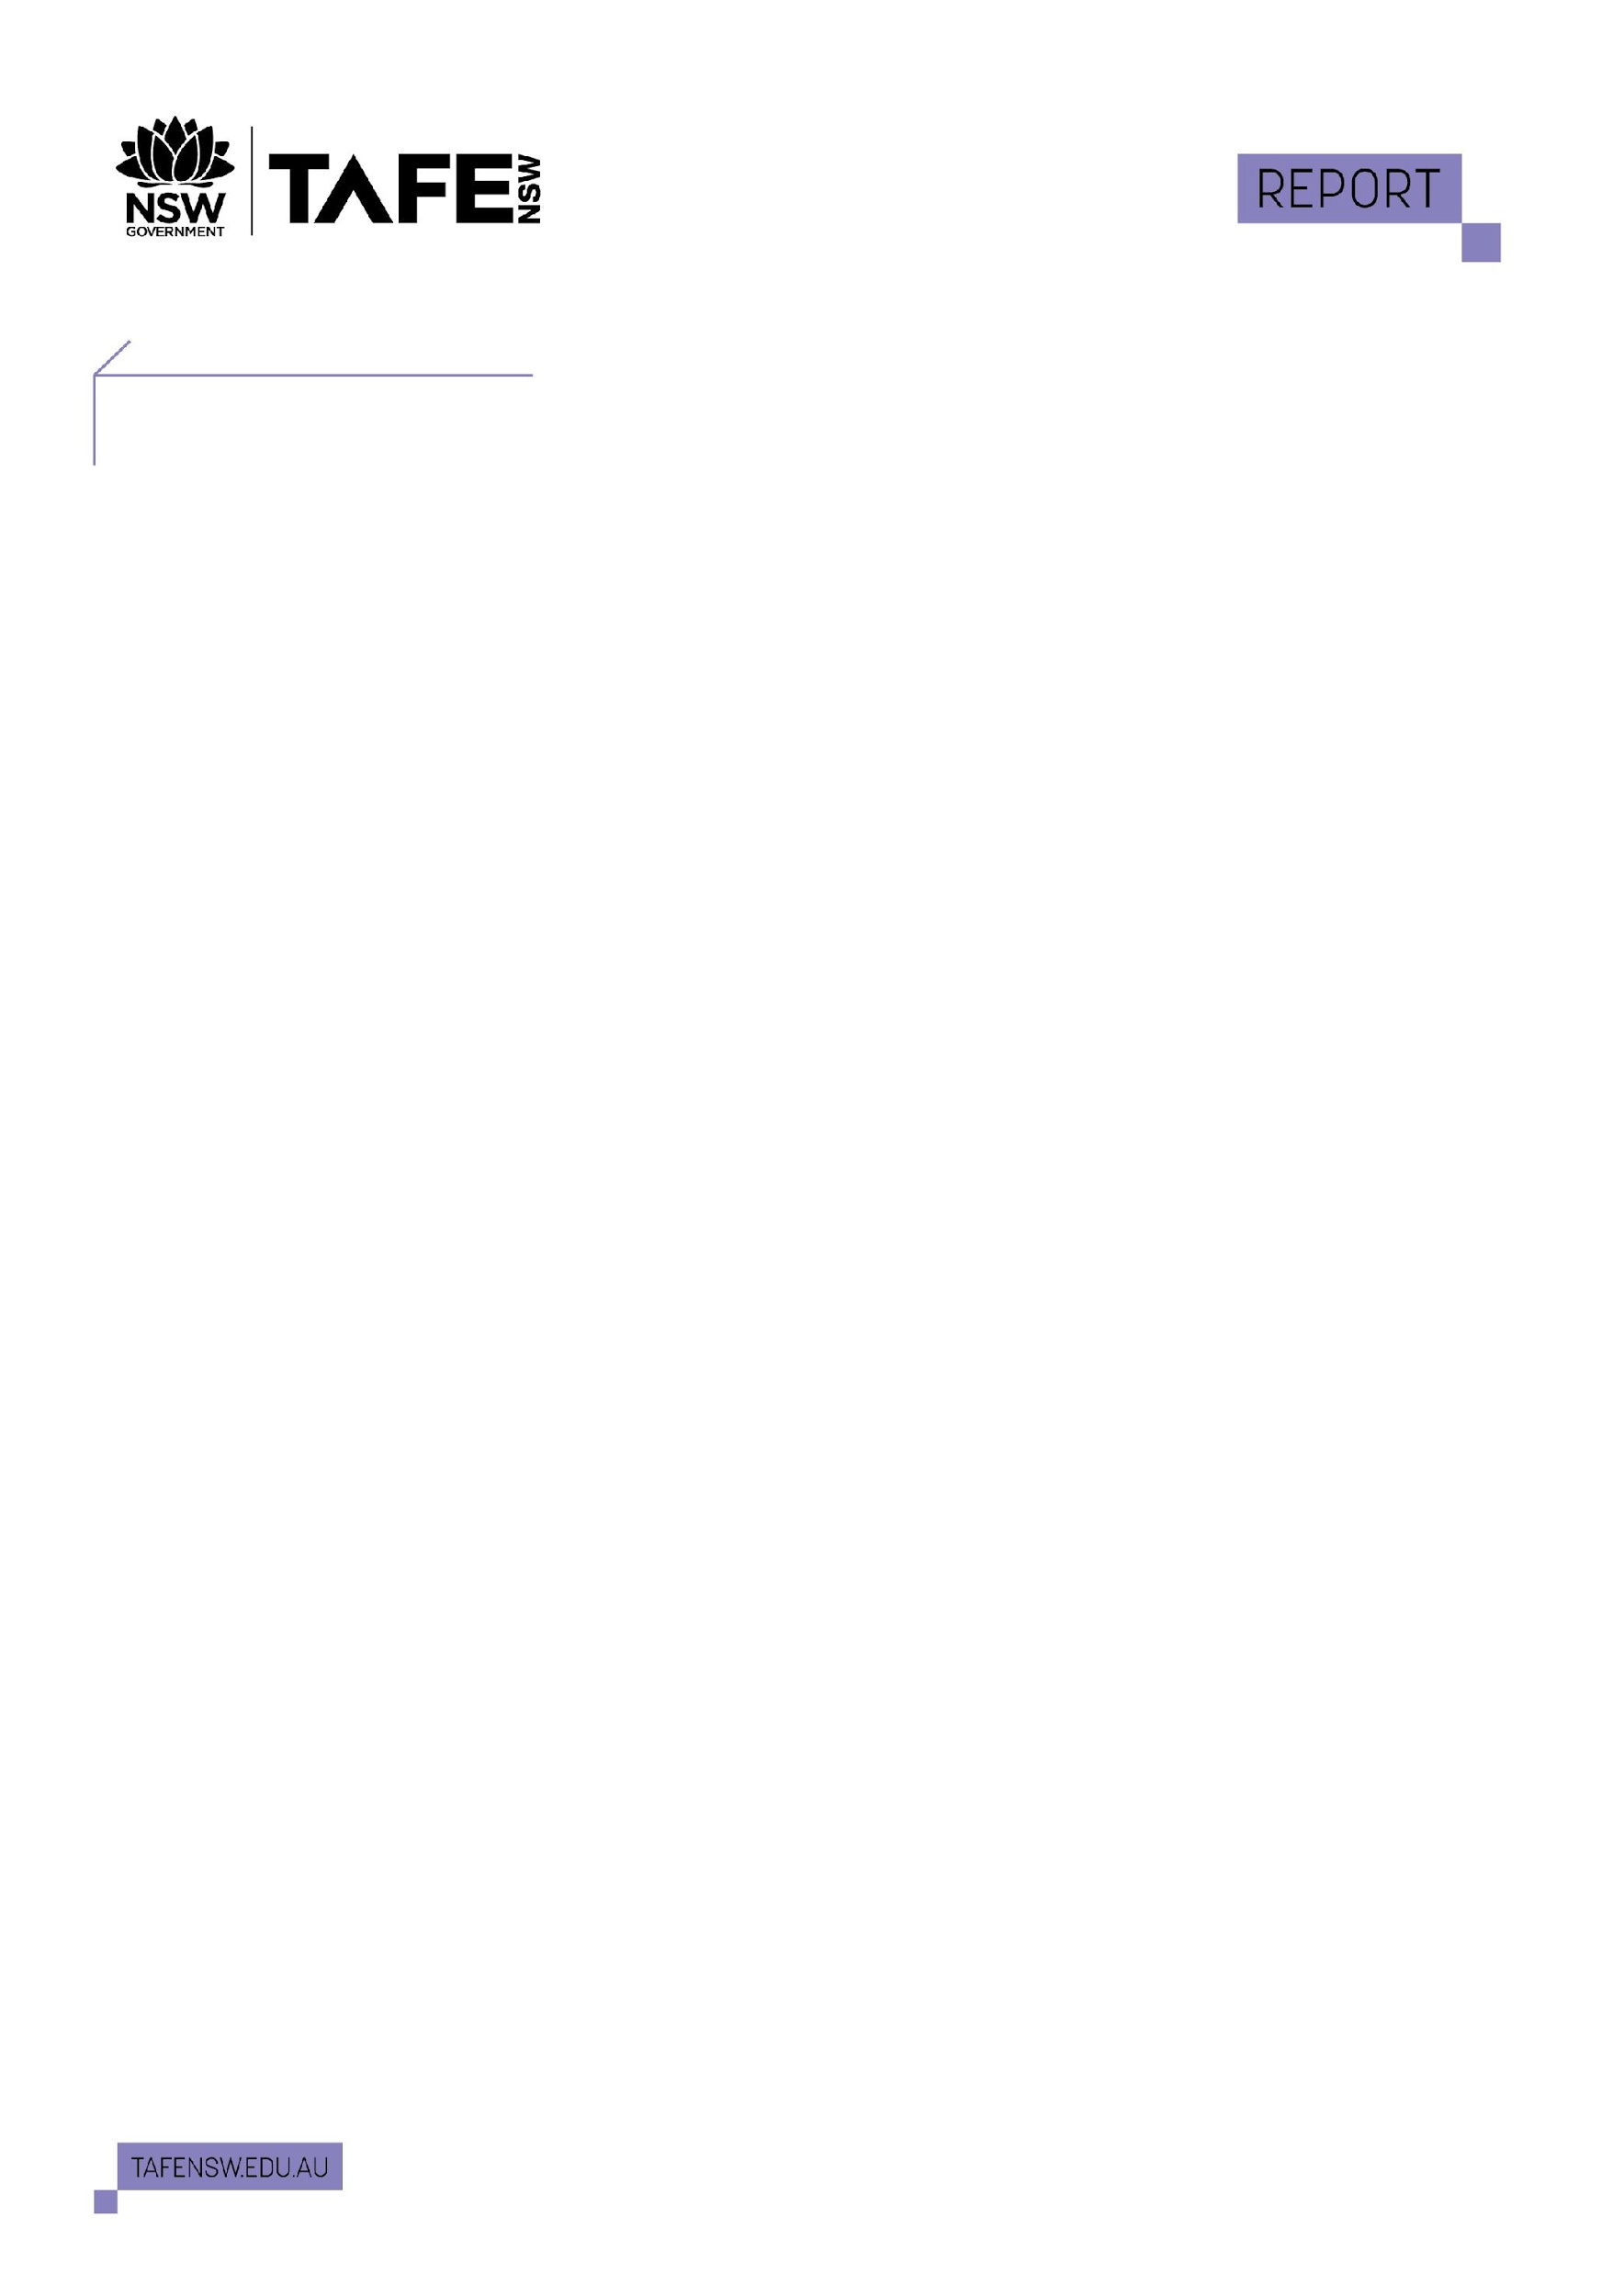 NSW
GOVERNMENT
TAFE NSW
REPORT
TAFENSW.EDU.AU